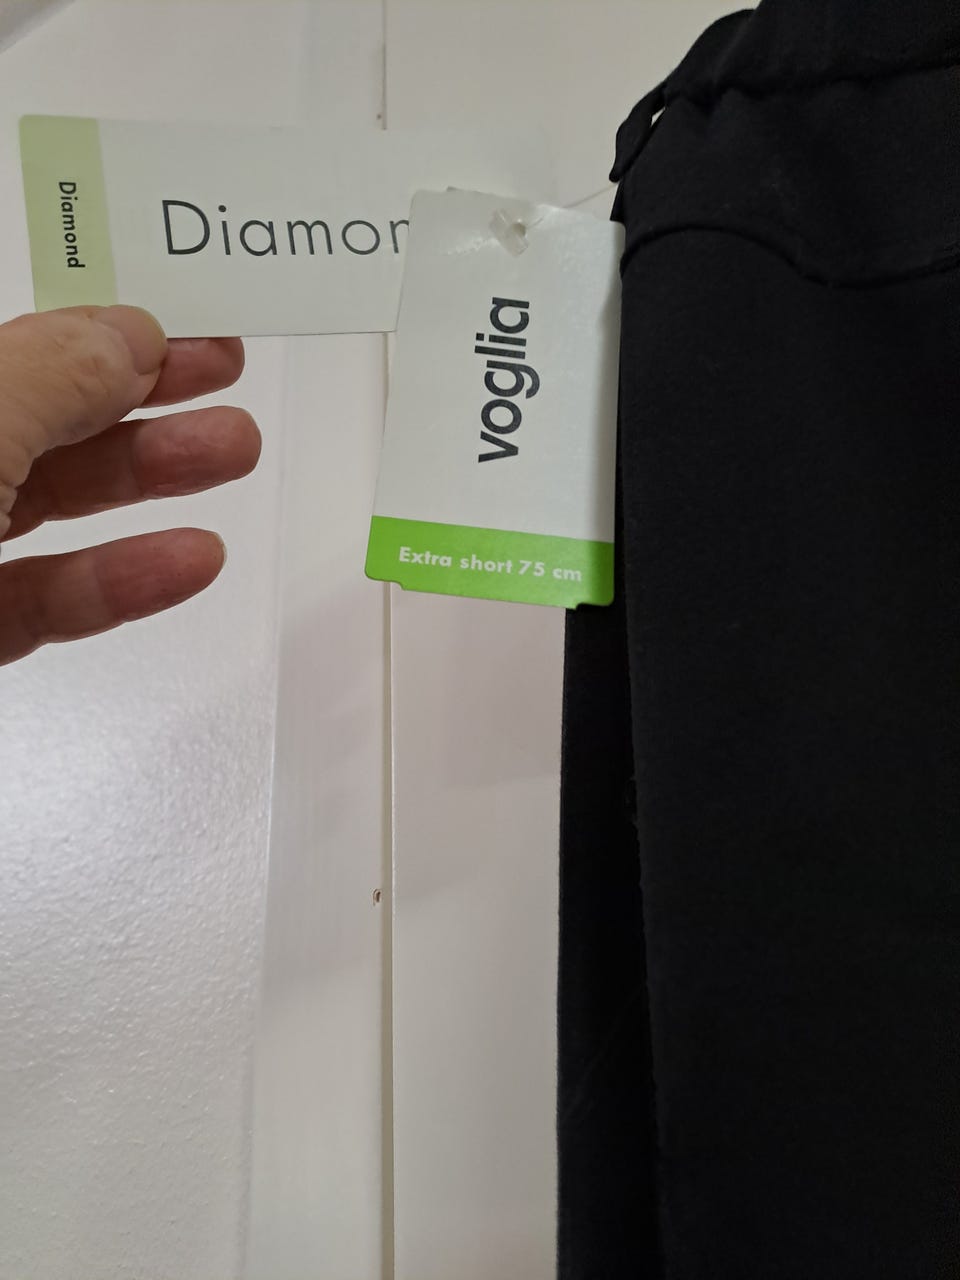 Diamond
Diamon
voglia
Extra short 75 cm